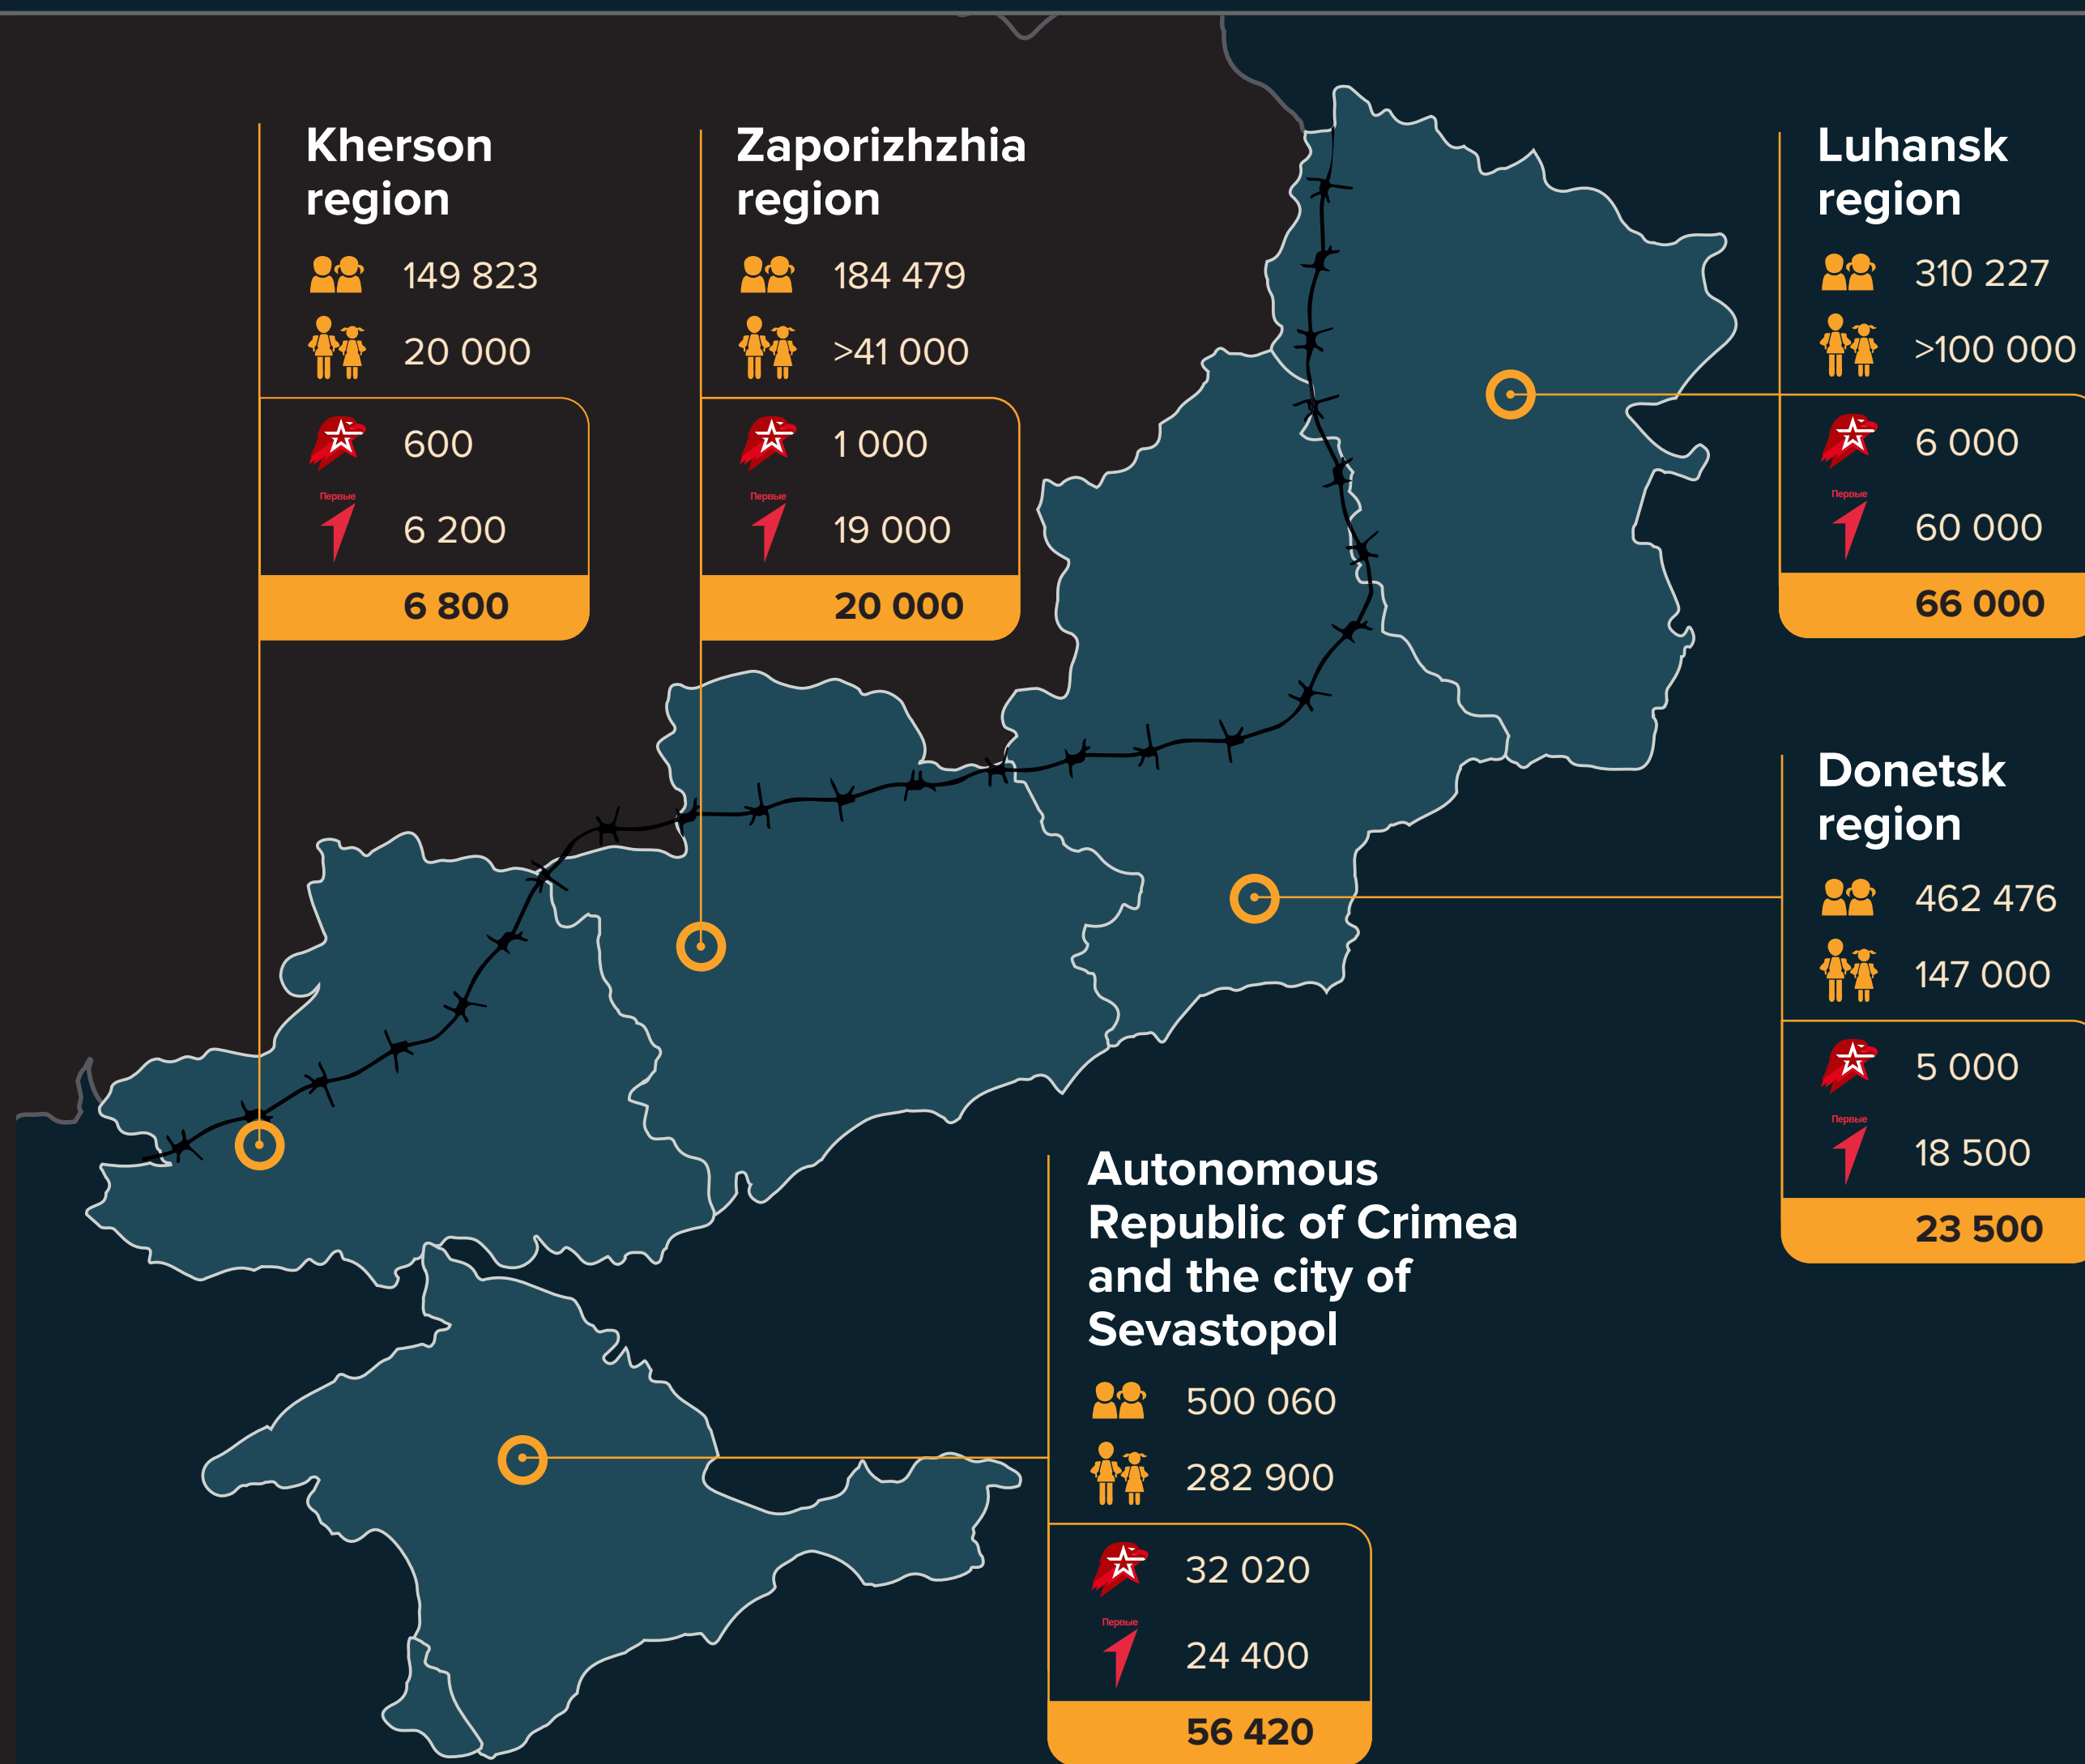 Kherson
region
149 823
20 000
600
Первые
6 200
6 800
Zaporizhzhia
region
184 479
>41 000
1 000
Первые
19 000
20 000
Luhansk
region
310 227
>100 000
6 000
Первые
60 000
66 000
Donetsk
region
462 476
147 000
5 000
Первые
18 500
23 500
Autonomous
Republic of Crimea
and the city of
Sevastopol
500 060
282 900
32 020
Первые
24 400
56 420